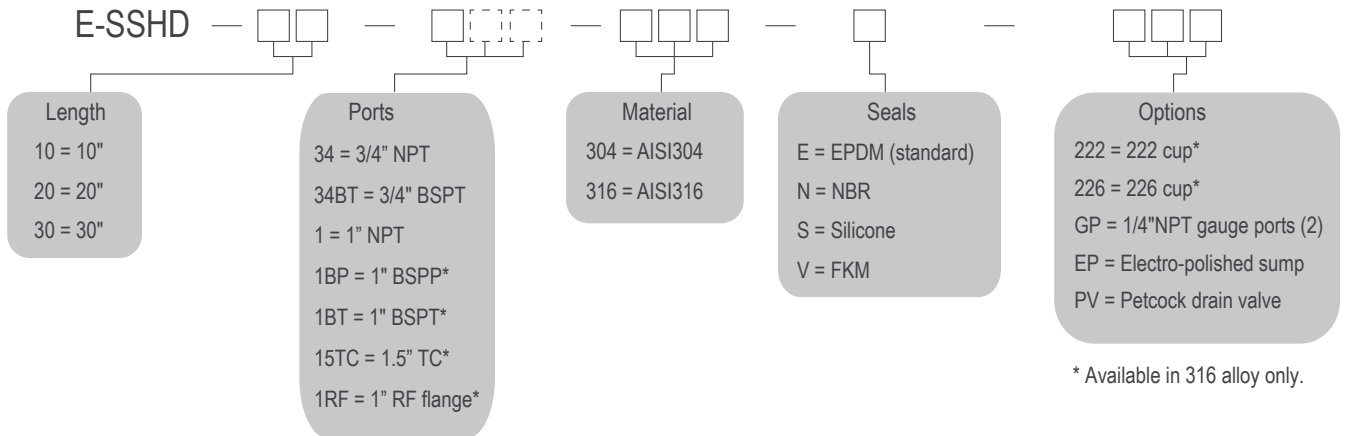 E-SSHD — — — —
Length
10 = 10"
20 = 20"
30 = 30"
Ports
34 = 3/4” NPT
34BT = 3/4" BSPT
1 = 1” NPT
1BP = 1" BSPP*
1BT = 1" BSPT*
15TC = 1.5” TC*
1RF = 1” RF flange*
Material
304 = AISI304
316 = AISI316
Seals
E = EPDM (standard)
N = NBR
S = Silicone
V = FKM
Options
222 = 222 cup*
226 = 226 cup*
GP = 1/4"NPT gauge ports (2)
EP = Electro-polished sump
PV = Petcock drain valve
* Available in 316 alloy only.